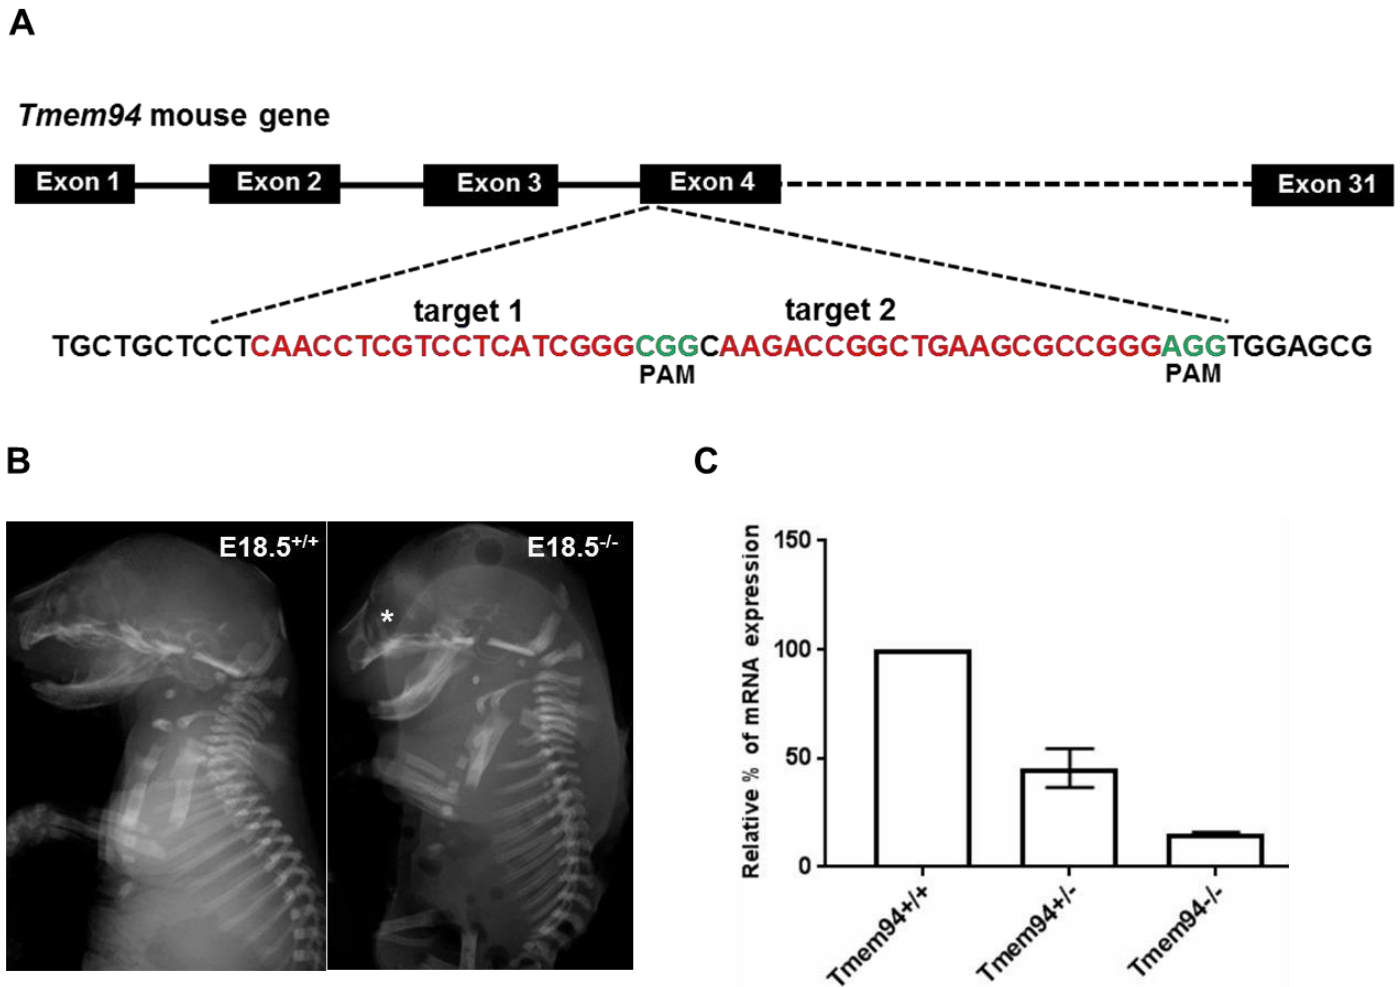 A
Tmem94 mouse gene
Exon 1 Exon 2 Exon 3 Exon 4 Exon 31
target 1 target 2
TGCTGCTCCTCAACCTCGTCCTCATCGGGCGGCAAGACCGGCTGAAGCGCCGGGAGGTGGAGCG
PAM PAM
B
E18.5+/+ E18.5-/-
*
C
Relative % of mRNA expression
150
100
50
0
Tmem94+/+ Tmem94+/- Tmem94-/-